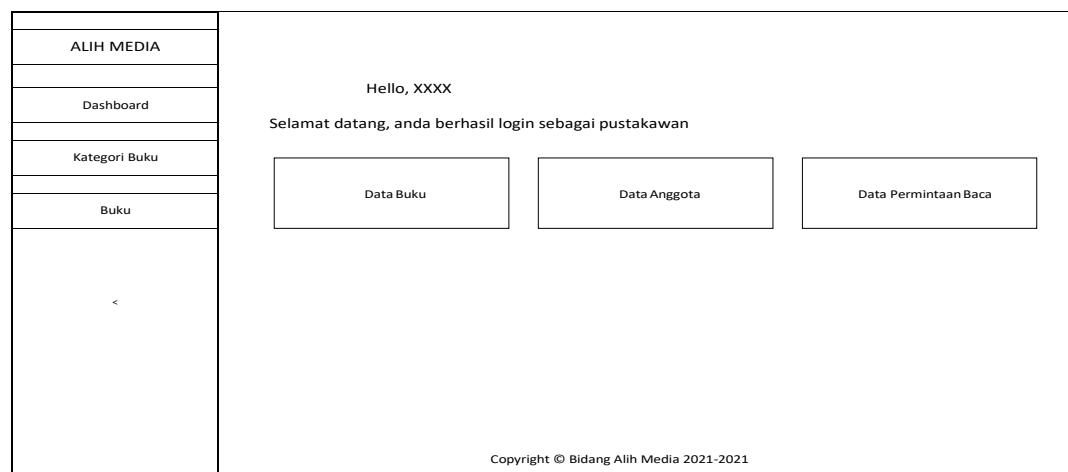 ALIH MEDIA
Dashboard
Kategori Buku
Buku
<
Hello, XXXX
Selamat datang, anda berhasil login sebagai pustakawan
Data Buku
Data Anggota
Data Permintaan Baca
Copyright © Bidang Alih Media 2021-2021